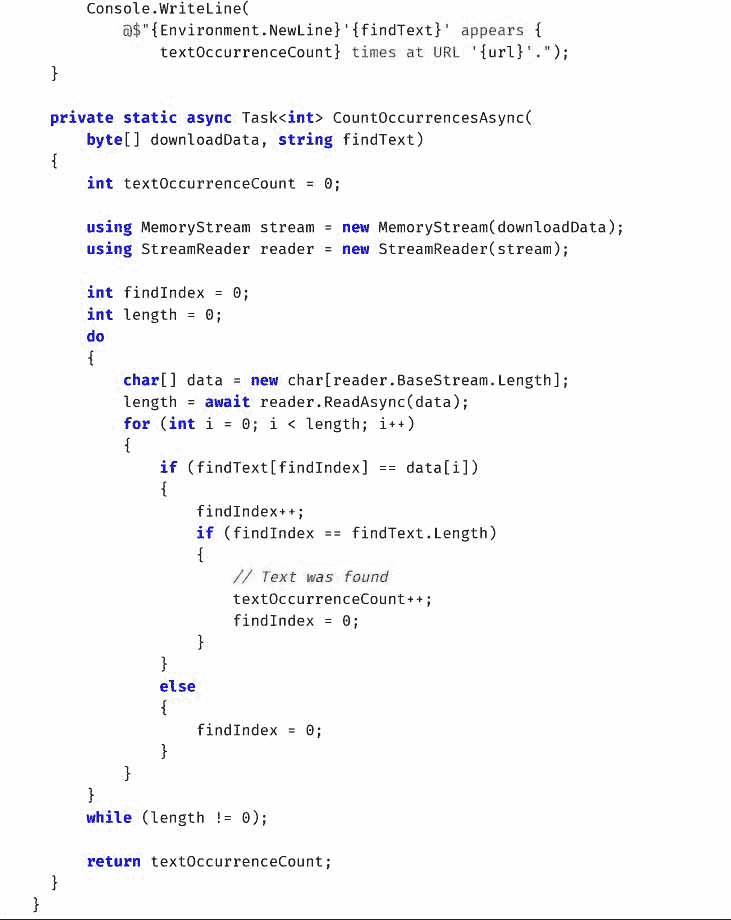 Console.WriteLine(
@$"{Environment.NewLine}'{findText}' appears {
textOccurrenceCount} times at URL '{url}'.");
}
private static async Task<int> CountOccurrencesAsync(
byte[] downloadData, string findText)
{
int textOccurrenceCount = 0;
using MemoryStream stream = new MemoryStream(downloadData);
using StreamReader reader = new StreamReader(stream);
int findIndex = 0;
int length = 0;
do
{
char[] data = new char[reader.BaseStream.Length];
length = await reader.ReadAsync(data);
for (int i = 0; i < length; i++)
{
if (findText[findIndex] == data[i])
{
findIndex++;
if (findIndex == findText.Length)
{
// Text was found
textOccurrenceCount++;
findIndex = 0;
}
}
else
{
findIndex = 0;
}
}
}
while (length != 0);
return textOccurrenceCount;
}
}